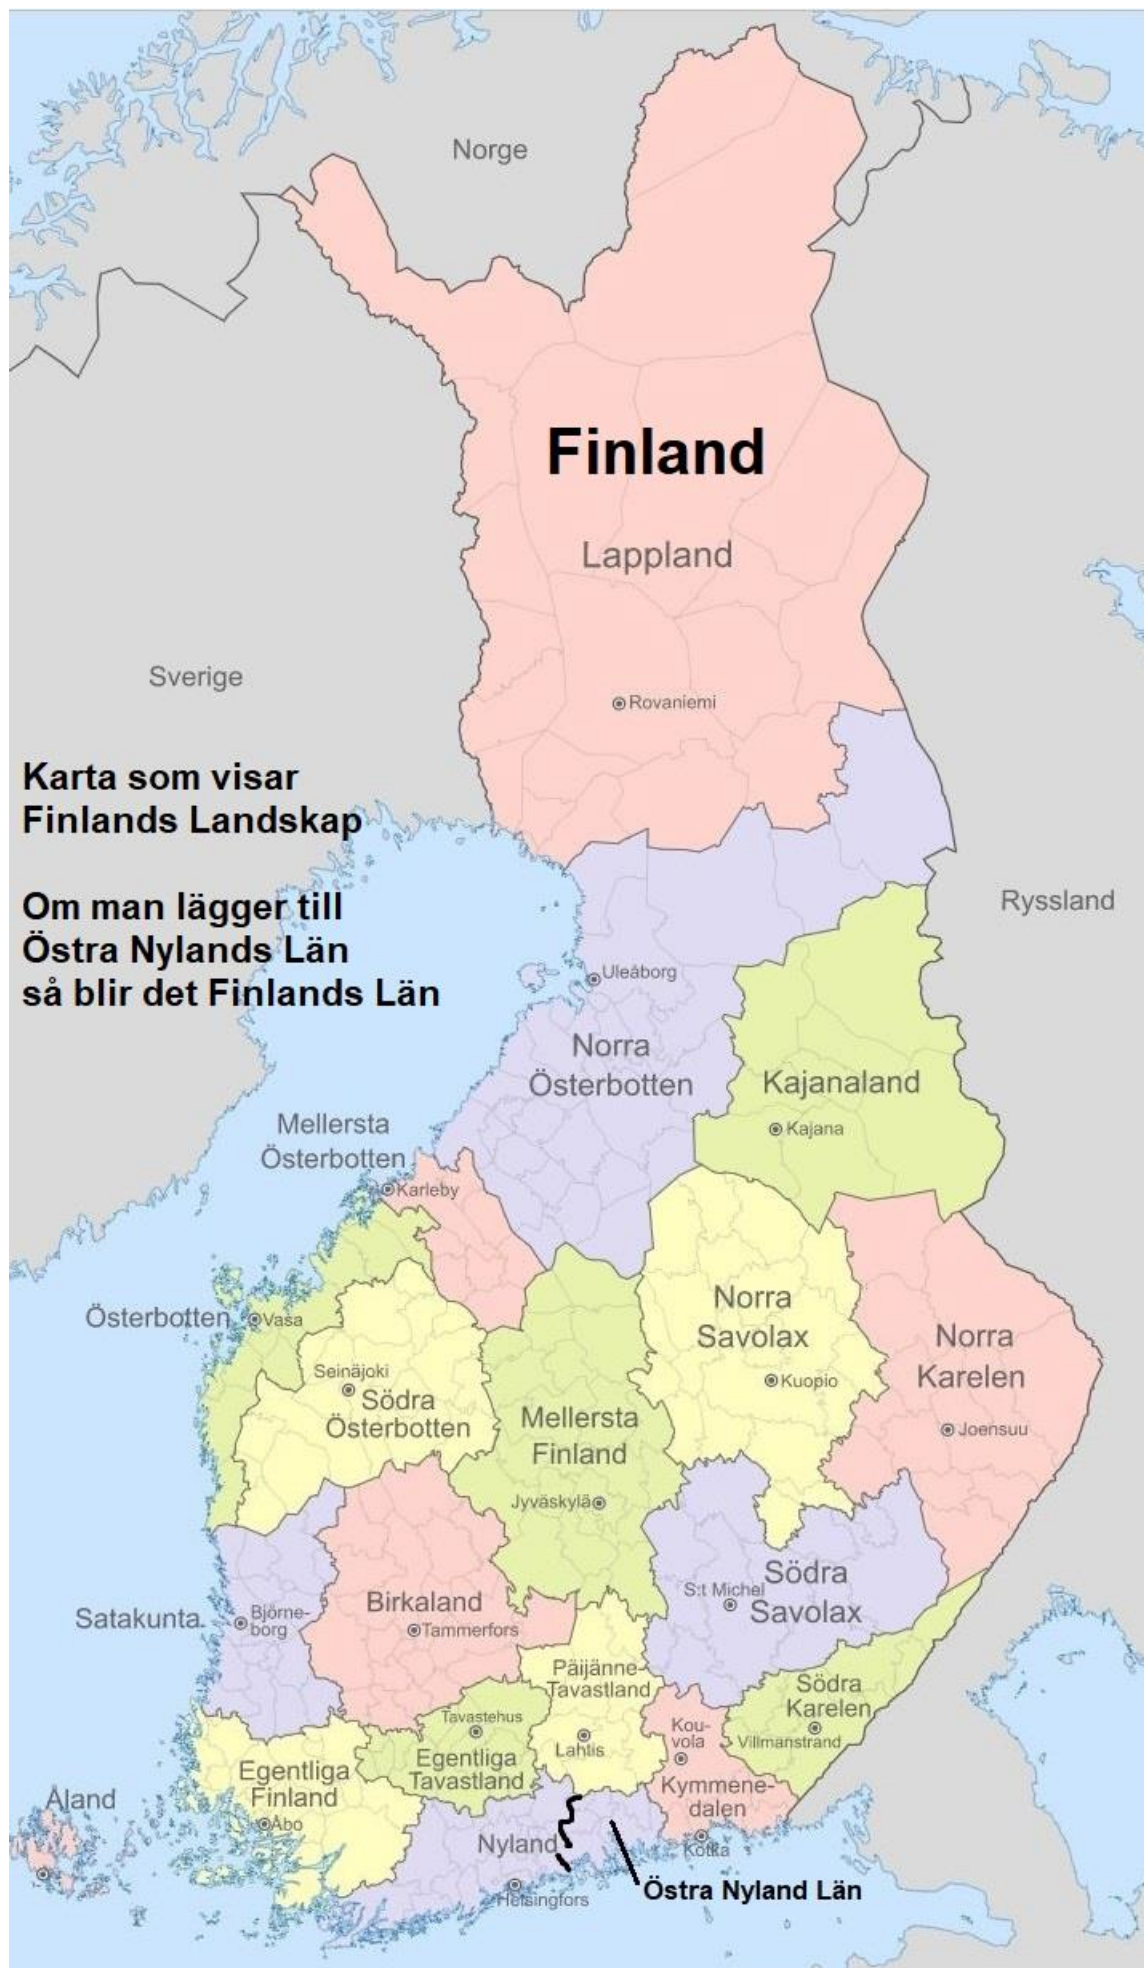 Norge
Finland
Lappland
Sverige
Rovaniemi
Karta som visar
Finlands Landskap
Om man lägger till
Östra Nylands Län
så blir det Finlands Län
Ryssland
Uleåborg
Norra
Österbotten
Kajanaland
Kajana
Mellersta
Österbotten
Karleby
Österbotten
Vasa
Seinäjoki
Södra
Österbotten
Mellersta
Finland
Jyväskylä
Norra
Savolax
Kuopio
Norra
Karelen
Joensuu
Satakunta
Björne-
borg
Birkaland
Tammerfors
Södra
Savolax
S:t Michel
Päijänne-
Tavastland
Lahtis
Södra
Karelen
Villmanstrand
Tavastehus
Egentliga
Tavastland
Kou-
vola
Kymmene-
dalen
Kotka
Egentliga
Finland
Åbo
Åland
Nyland
Helsingfors
Östra Nyland Län